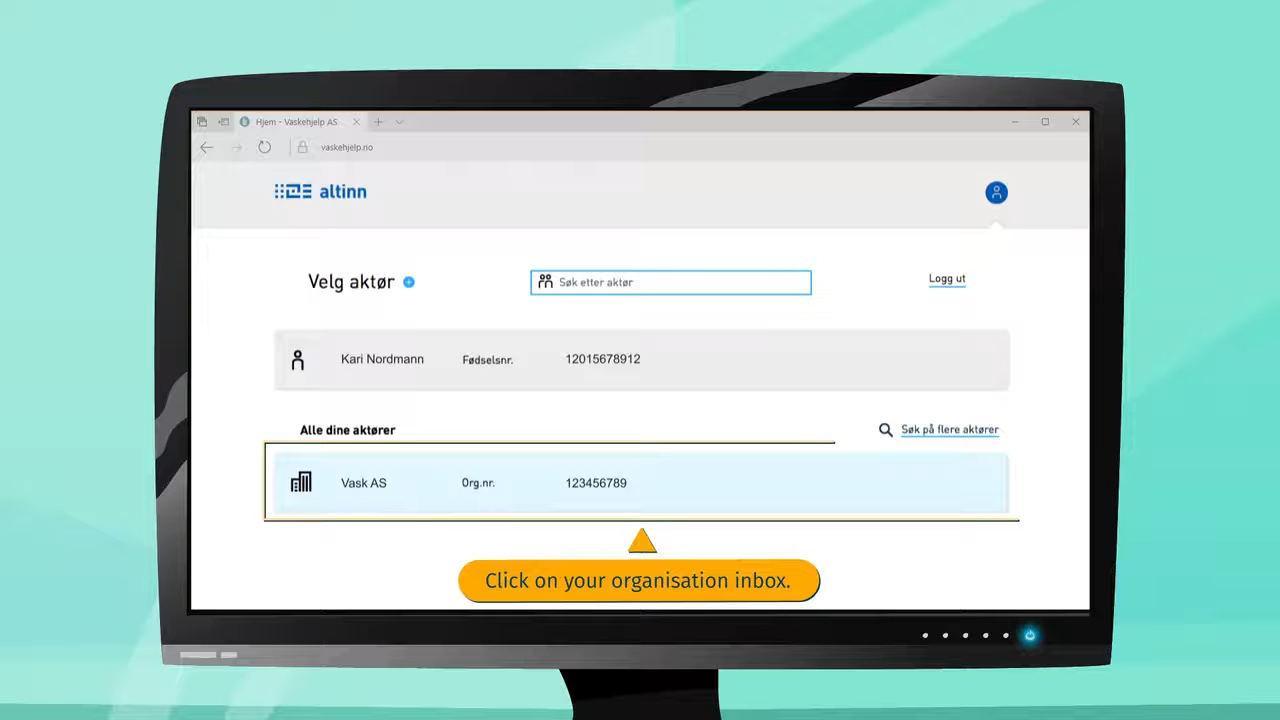 Hjem - Vaskehjelp AS
vaskehjelp.no
altinn
Velg aktør
Søk etter aktør
Logg ut
Kari Nordmann Fødselsnr. 12015678912
Alle dine aktører
Søk på flere aktører
Vask AS Org.nr. 123456789
Click on your organisation inbox.